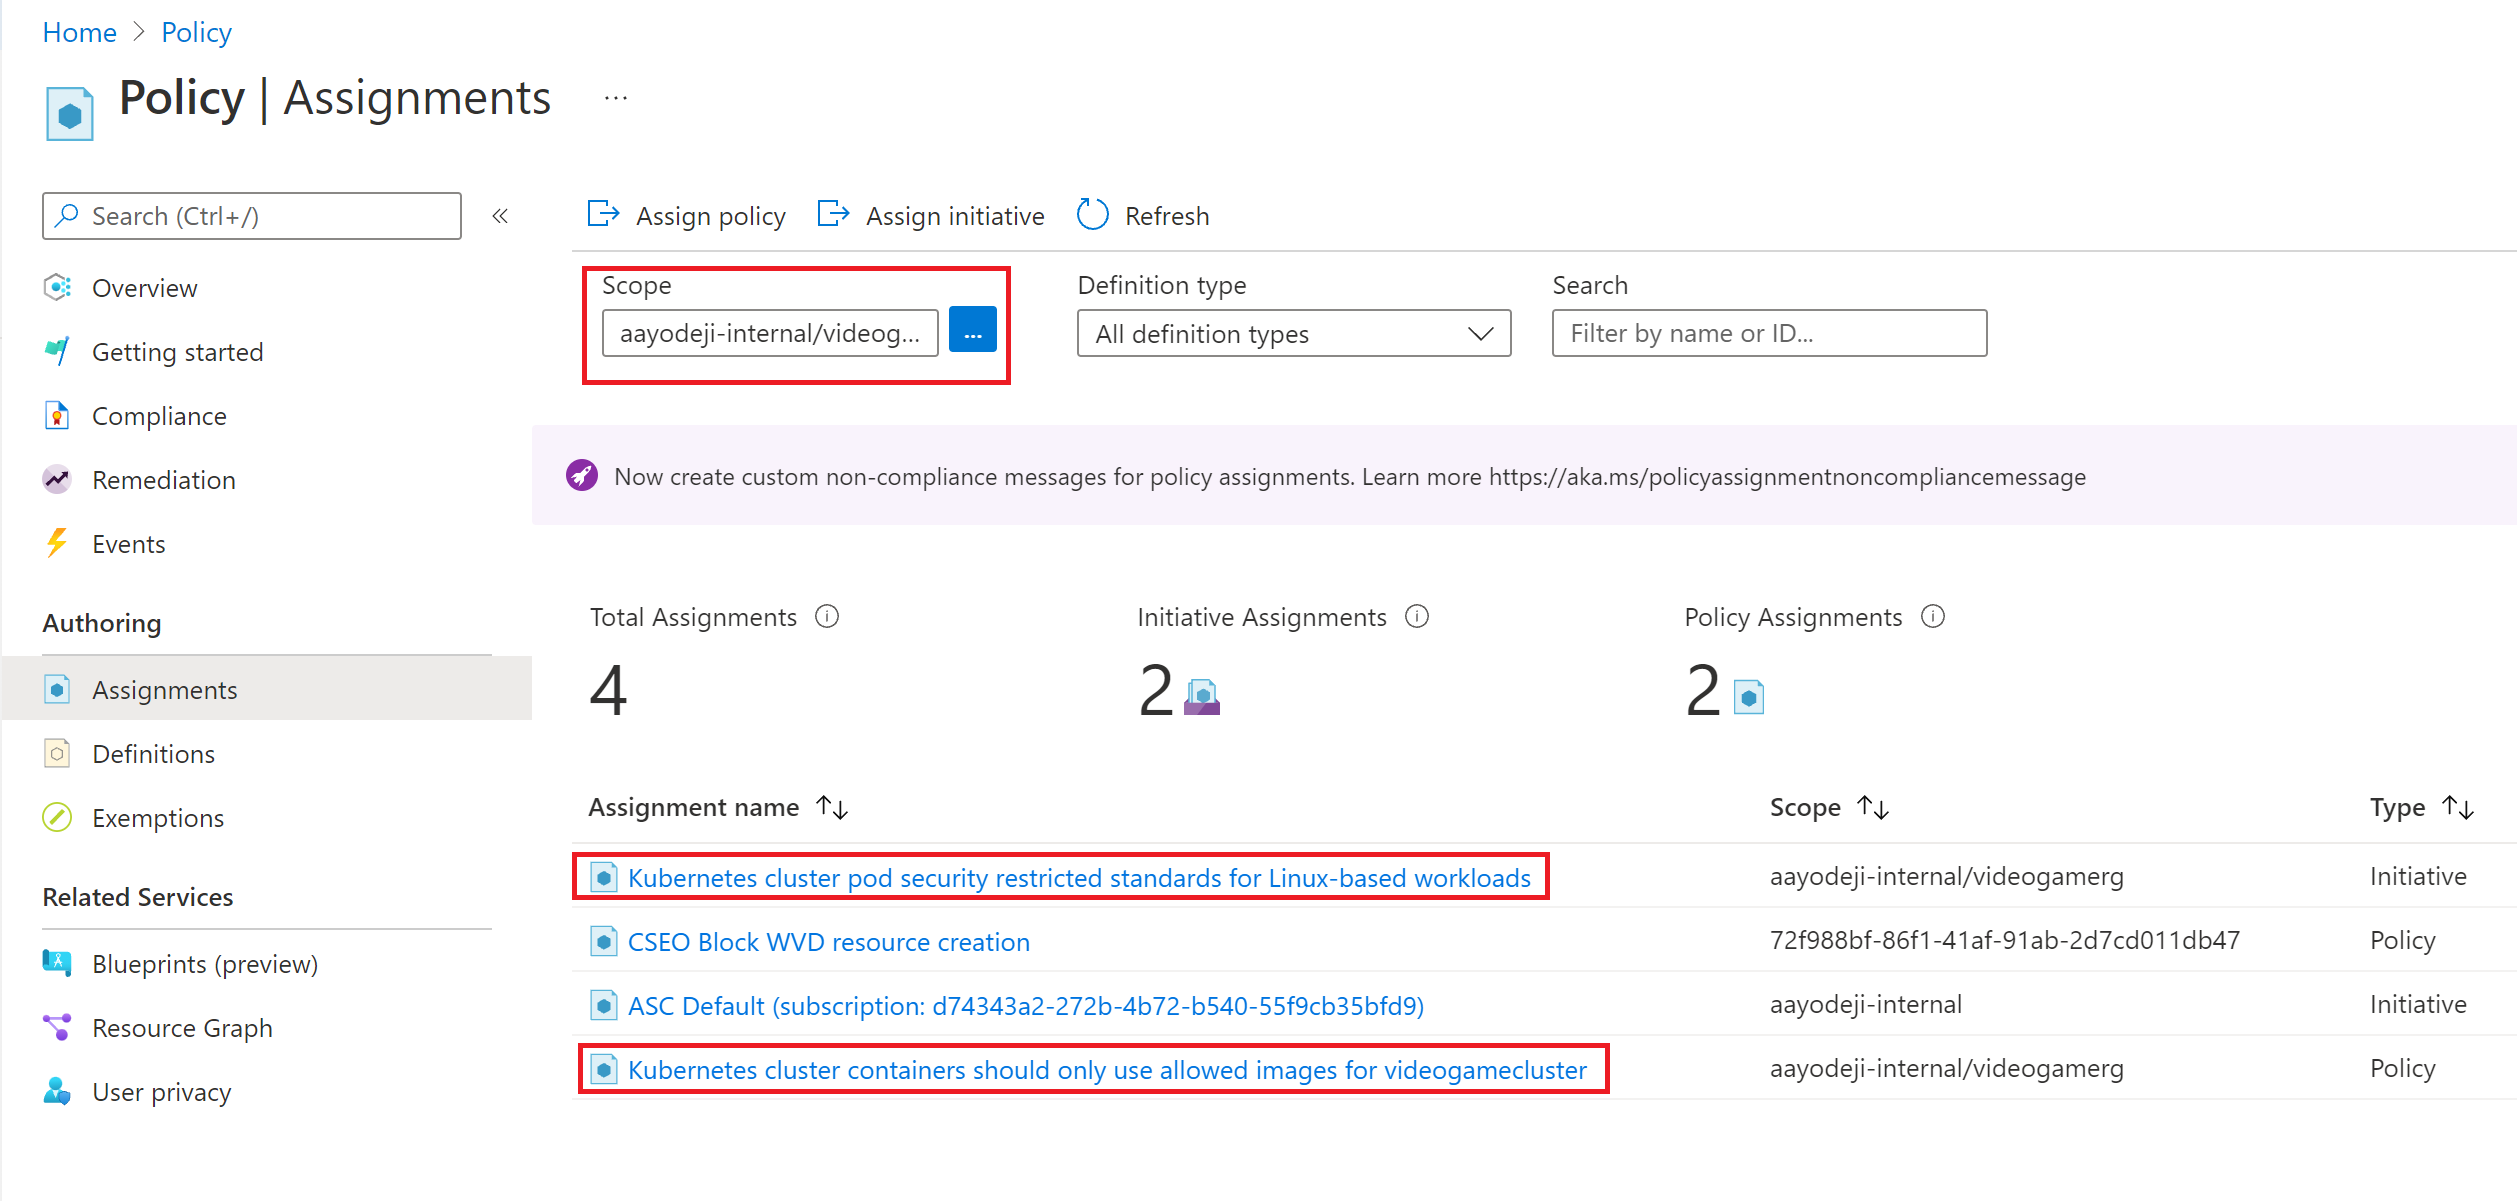 Home > Policy
Policy | Assignments ...
Search (Ctrl+/)
«
Overview
Getting started
Compliance
Remediation
Events
Authoring
Assignments
Definitions
Exemptions
Related Services
Blueprints (preview)
Resource Graph
User privacy
Assign policy Assign initiative Refresh
Scope Definition type Search
aayodeji-internal/videog... ... All definition types Filter by name or ID...
Now create custom non-compliance messages for policy assignments. Learn more https://aka.ms/policyassignmentnoncompliancemessage
Total Assignments Initiative Assignments Policy Assignments
4 2 2
Assignment name Scope Type
Kubernetes cluster pod security restricted standards for Linux-based workloads aayodeji-internal/videogamerg Initiative
CSEO Block WVD resource creation 72f988bf-86f1-41af-91ab-2d7cd011db47 Policy
ASC Default (subscription: d74343a2-272b-4b72-b540-55f9cb35bfd9) aayodeji-internal Initiative
Kubernetes cluster containers should only use allowed images for videogamecluster aayodeji-internal/videogamerg Policy